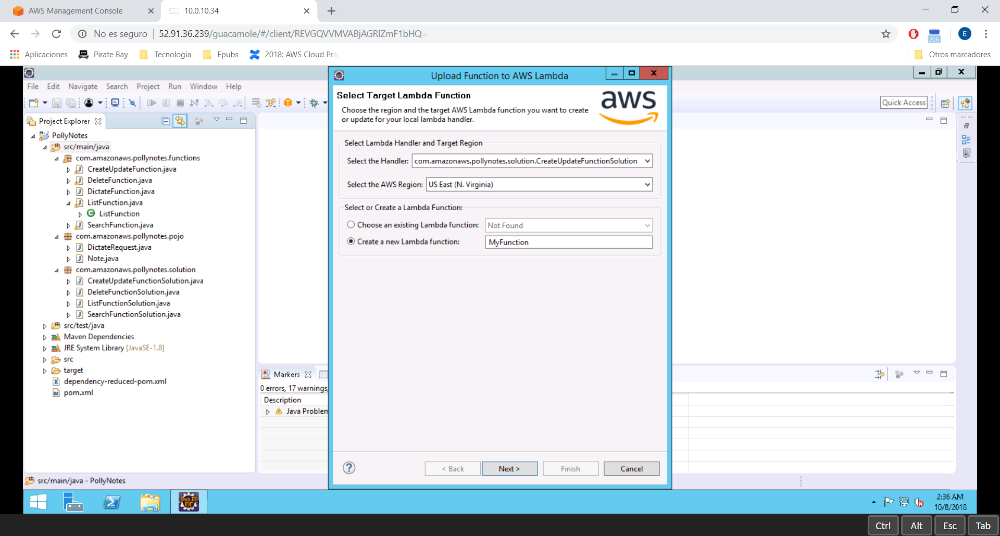 AWS Management Console
10.0.10.34
No es seguro
52.91.36.239/guacamole/#/client/REVGQVVMVABjAGRlZmF1bHQ=
20h
E
Aplicaciones
Pirate Bay
Tecnologia
Epubs
2018: AWS Cloud Pra
Otros marcadores
Upload Function to AWS Lambda
File Edit Navigate Search Project Run Window Help
Quick Access
Project Explorer
PollyNotes
src/main/java
com.amazonaws.pollynotes.functions
CreateUpdateFunction.java
DeleteFunction.java
DictateFunction.java
ListFunction.java
ListFunction
SearchFunction.java
com.amazonaws.pollynotes.pojo
DictateRequest.java
Note.java
com.amazonaws.pollynotes.solution
CreateUpdateFunctionSolution.java
DeleteFunctionSolution.java
ListFunctionSolution.java
SearchFunctionSolution.java
src/test/java
Maven Dependencies
JRE System Library [JavaSE-1.8]
src
target
dependency-reduced-pom.xml
pom.xml
Select Target Lambda Function
Choose the region and the target AWS Lambda function you want to create
or update for your local lambda handler.
aws
Select Lambda Handler and Target Region
Select the Handler: com.amazonaws.pollynotes.solution.CreateUpdateFunctionSolution
Select the AWS Region: US East (N. Virginia)
Select or Create a Lambda Function:
Choose an existing Lambda function: Not Found
Create a new Lambda function: MyFunction
Markers
0 errors, 17 warnings,
Description
Java Problem
< Back Next > Finish Cancel
src/main/java - PollyNotes
Java EE
IDE
2:36 AM
10/8/2018
Ctrl Alt Esc Tab